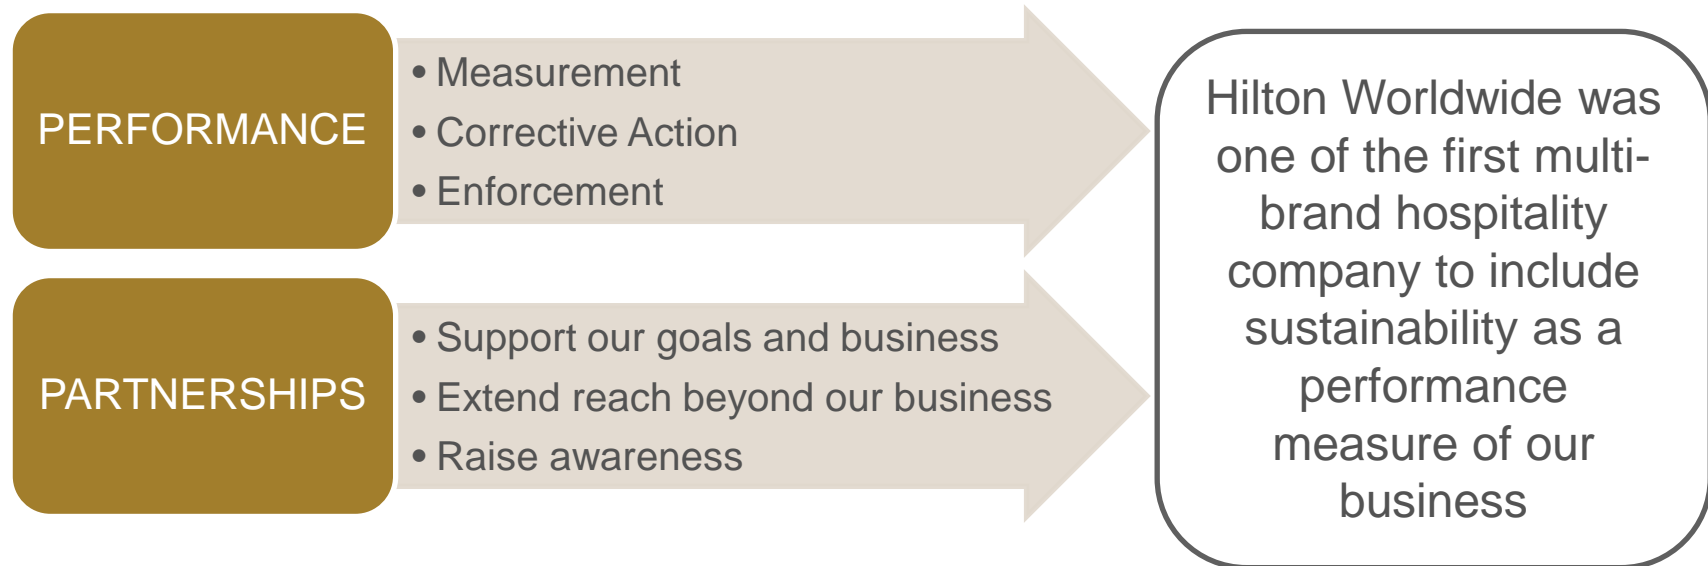 PERFORMANCE
• Measurement
• Corrective Action
• Enforcement
PARTNERSHIPS
• Support our goals and business
• Extend reach beyond our business
• Raise awareness
Hilton Worldwide was
one of the first multi-
brand hospitality
company to include
sustainability as a
performance
measure of our
business